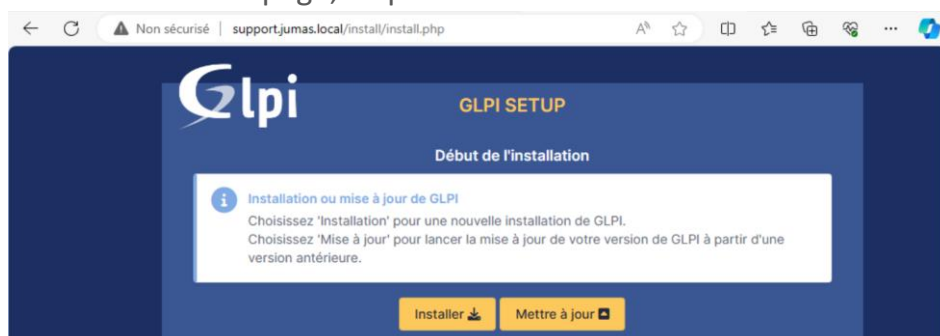 Non sécurisé | support.jumas.local/install/install.php
Glpi
GLPI SETUP
Début de l'installation
Installation ou mise à jour de GLPI
Choisissez 'Installation' pour une nouvelle installation de GLPI.
Choisissez 'Mise à jour' pour lancer la mise à jour de votre version de GLPI à partir d'une
version antérieure.
Installer
Mettre à jour